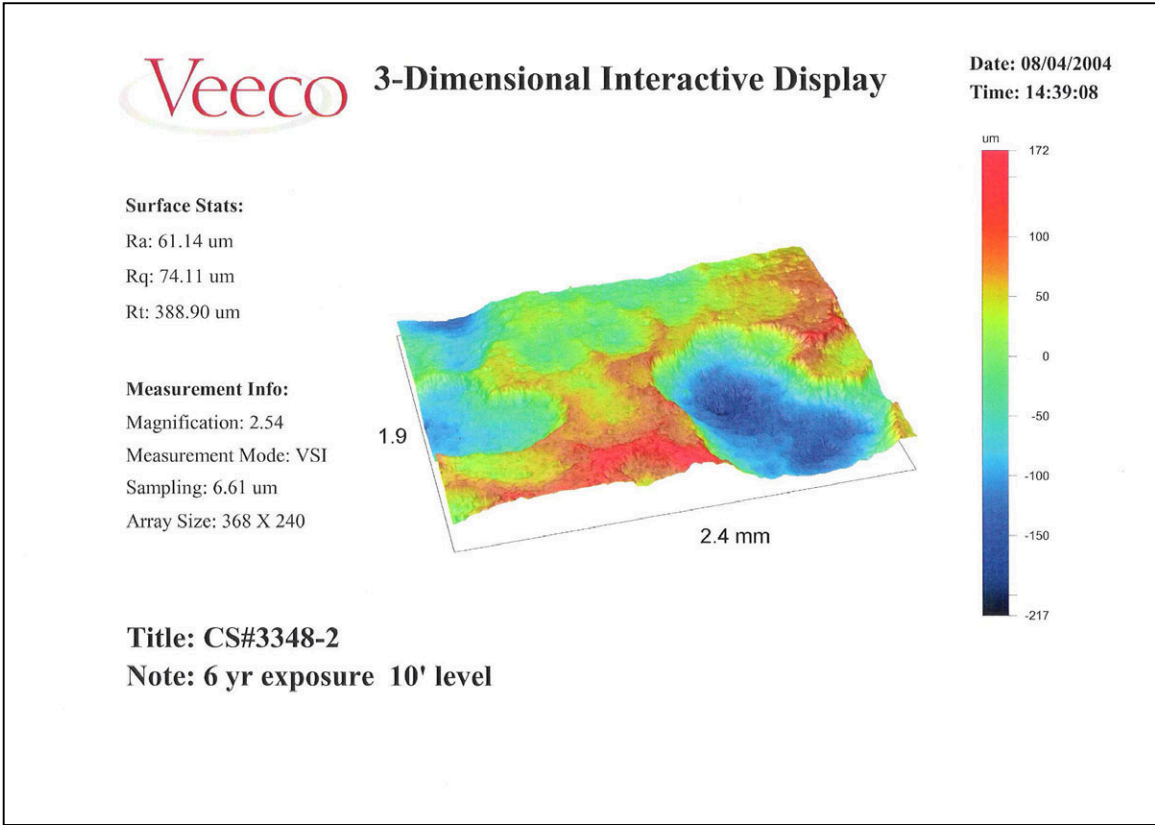 Veeco
3-Dimensional Interactive Display
Date: 08/04/2004
Time: 14:39:08
um
172
100
50
0
-50
-100
-150
-217
Surface Stats:
Ra: 61.14 um
Rq: 74.11 um
Rt: 388.90 um
Measurement Info:
Magnification: 2.54
Measurement Mode: VSI
Sampling: 6.61 um
Array Size: 368 X 240
1.9
2.4 mm
Title: CS#3348-2
Note: 6 yr exposure 10' level